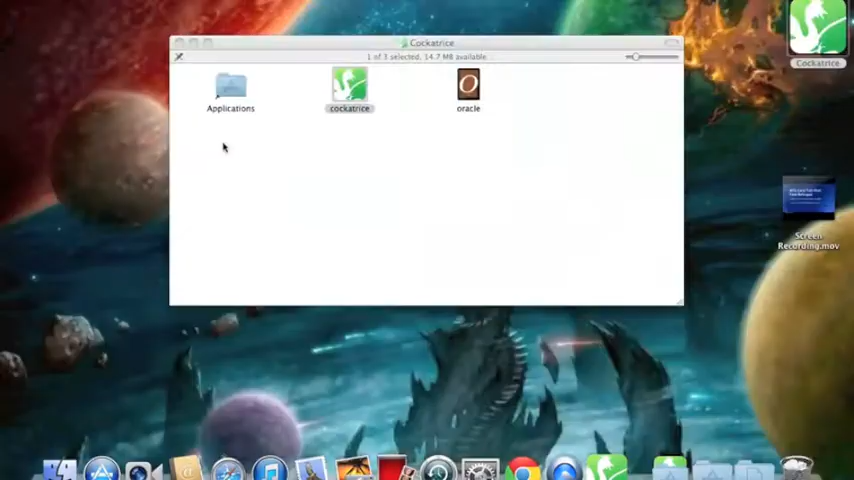 Cockatrice
1 of 3 selected, 14.7 MB available
Applications
cockatrice
oracle
Cockatrice
Screen
Recording.mov